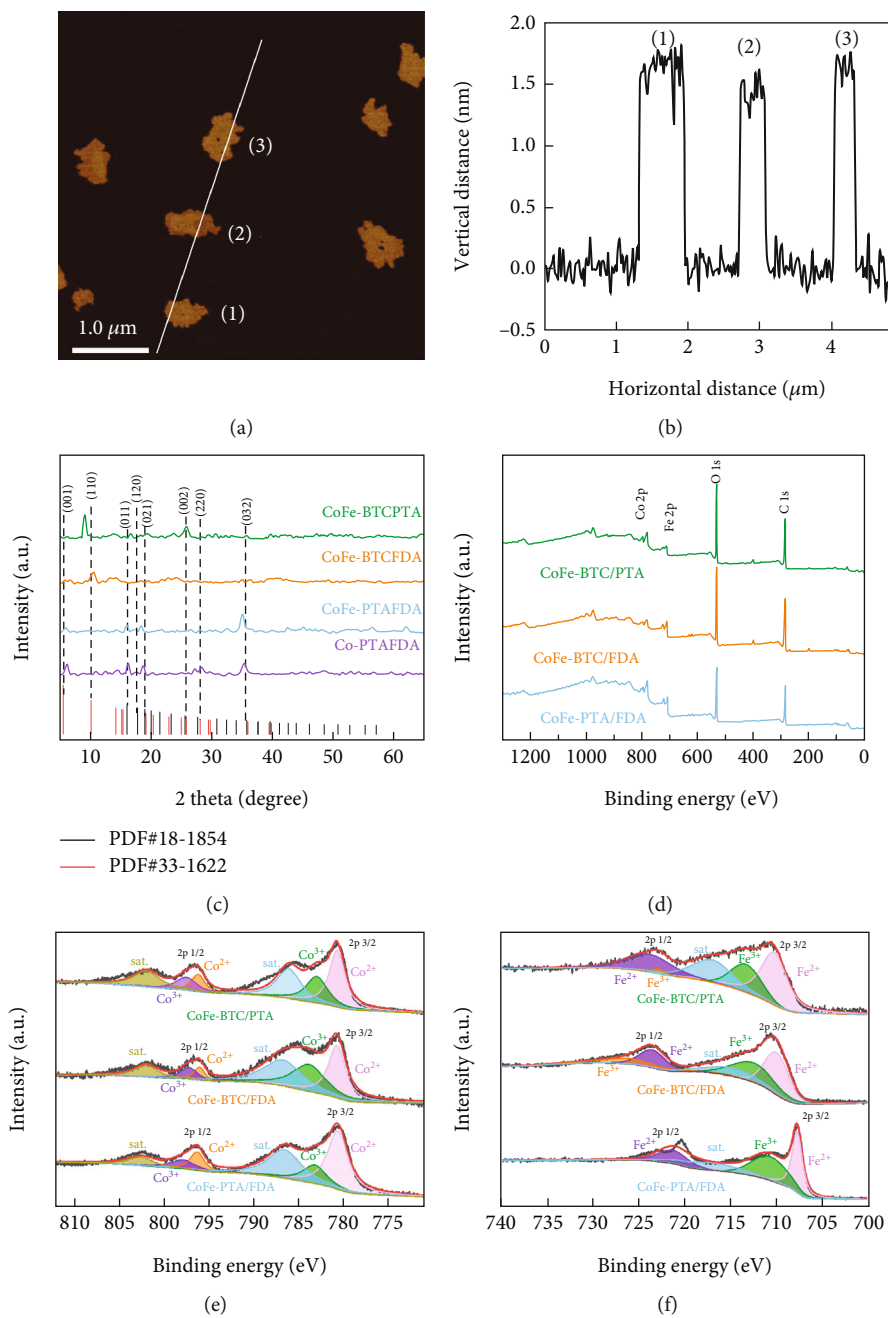 (3)
(2)
(1)
1.0 μm
(a)
2.0
1.5
1.0
0.5
0.0
−0.5
Vertical distance (nm)
(1)
(2)
(3)
0 1 2 3 4
Horizontal distance (μm)
(b)
Intensity (a.u.)
(001)
(110)
(011)
(120)
(021)
(002)
(220)
(032)
CoFe-BTCPTA
CoFe-BTCFDA
CoFe-PTAFDA
Co-PTAFDA
10 20 30 40 50 60
2 theta (degree)
PDF#18-1854
PDF#33-1622
(c)
Intensity (a.u.)
Co 2p
Fe 2p
O 1s
C 1s
CoFe-BTC/PTA
CoFe-BTC/FDA
CoFe-PTA/FDA
1200 1000 800 600 400 200 0
Binding energy (eV)
(d)
Intensity (a.u.)
sat. 2p 1/2 Co2+ sat. Co3+ 2p 3/2 Co2+
Co3+
CoFe-BTC/PTA
sat. 2p 1/2 Co2+ sat. Co3+ 2p 3/2 Co2+
Co3+
CoFe-BTC/FDA
sat. 2p 1/2 Co2+ sat. Co3+ 2p 3/2 Co2+
Co3+
CoFe-PTA/FDA
810 805 800 795 790 785 780 775
Binding energy (eV)
(e)
Intensity (a.u.)
2p 1/2 sat. Fe3+ 2p 3/2 Fe2+
Fe2+ Fe3+
CoFe-BTC/PTA
2p 1/2 Fe2+ sat. Fe3+ 2p 3/2 Fe2+
Fe3+
CoFe-BTC/FDA
Fe2+ 2p 1/2 sat. Fe3+ 2p 3/2 Fe2+
CoFe-PTA/FDA
740 735 730 725 720 715 710 705 700
Binding energy (eV)
(f)